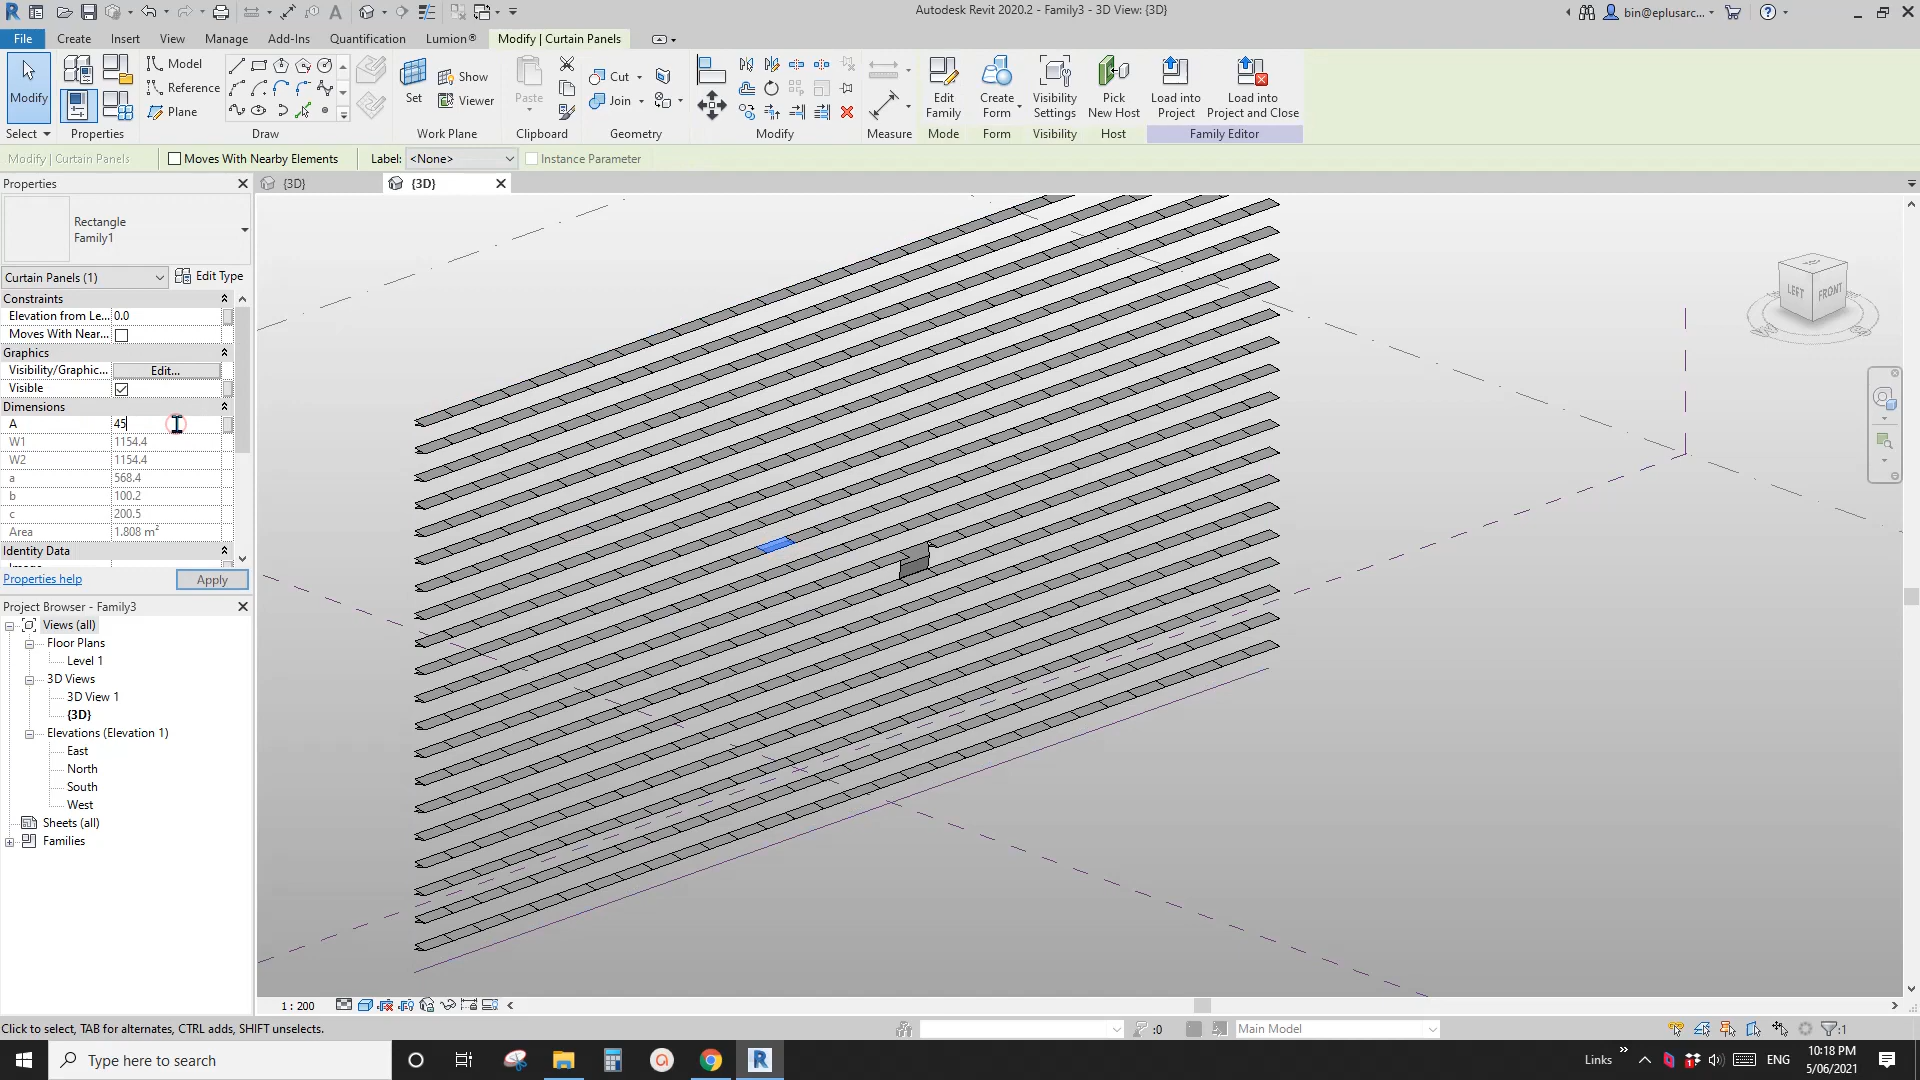 Autodesk Revit 2020.2 - Family3 - 3D View: {3D}
bin@eplusarc...
File Create Insert View Manage Add-Ins Quantification Lumion® Modify | Curtain Panels
Modify
Select
Properties
Model
Reference
Plane
Draw
Set
Show
Viewer
Work Plane
Paste
Clipboard
Cut
Join
Geometry
Modify
Measure
Edit
Family
Mode
Create
Form
Form
Visibility
Settings
Visibility
Pick
New Host
Host
Load into
Project
Load into
Project and Close
Family Editor
Modify | Curtain Panels
Moves With Nearby Elements
Label: <None>
Instance Parameter
Properties
{3D}
{3D}
Rectangle
Family1
Curtain Panels (1)
Edit Type
Constraints
Elevation from Le... 0.0
Moves With Near...
Graphics
Visibility/Graphic... Edit...
Visible
Dimensions
A 45
W1 1154.4
W2 1154.4
a 568.4
b 100.2
c 200.5
Area 1.808 m²
Identity Data
Properties help
Apply
LEFT FRONT
Project Browser - Family3
Views (all)
Floor Plans
Level 1
3D Views
3D View 1
{3D}
Elevations (Elevation 1)
East
North
South
West
Sheets (all)
Families
1 : 200
Click to select, TAB for alternates, CTRL adds, SHIFT unselects.
:0
Main Model
:1
Type here to search
Links
ENG
10:18 PM
5/06/2021